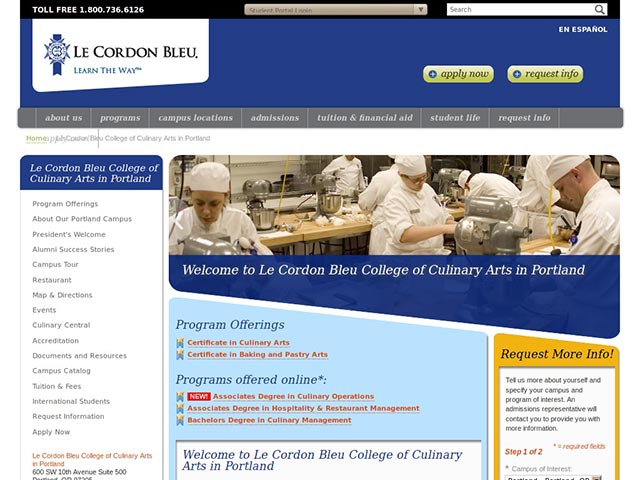 TOLL FREE 1.800.736.6126
Student Portal Login
Search
EN ESPAÑOL
LE CORDON BLEU.
LEARN THE WAY™
apply now
request info
about us
programs
campus locations
admissions
tuition & financial aid
student life
request info
apply now
Home
Le Cordon Bleu College of Culinary Arts in Portland
Le Cordon Bleu College of
Culinary Arts in Portland
Program Offerings
About Our Portland Campus
President's Welcome
Alumni Success Stories
Campus Tour
Restaurant
Map & Directions
Events
Culinary Central
Accreditation
Documents and Resources
Campus Catalog
Tuition & Fees
International Students
Request Information
Apply Now
Le Cordon Bleu College of Culinary Arts
in Portland
600 SW 10th Avenue Suite 500
Portland, OR 97205
Welcome to Le Cordon Bleu College of Culinary Arts in Portland
Program Offerings
Certificate in Culinary Arts
Certificate in Baking and Pastry Arts
Programs offered online*:
NEW! Associates Degree in Culinary Operations
Associates Degree in Hospitality & Restaurant Management
Bachelors Degree in Culinary Management
Welcome to Le Cordon Bleu College of Culinary
Arts in Portland
Request More Info!
Tell us more about yourself and
specify your campus and
program of interest. An
admissions representative will
contact you to provide you with
more information.
* = required fields
Step 1 of 2
* Campus of Interest:
Portland - Portland, OR